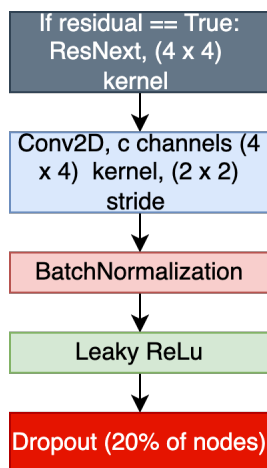 If residual == True:
ResNext, (4 x 4)
kernel
Conv2D, c channels (4
x 4) kernel, (2 x 2)
stride
BatchNormalization
Leaky ReLu
Dropout (20% of nodes)